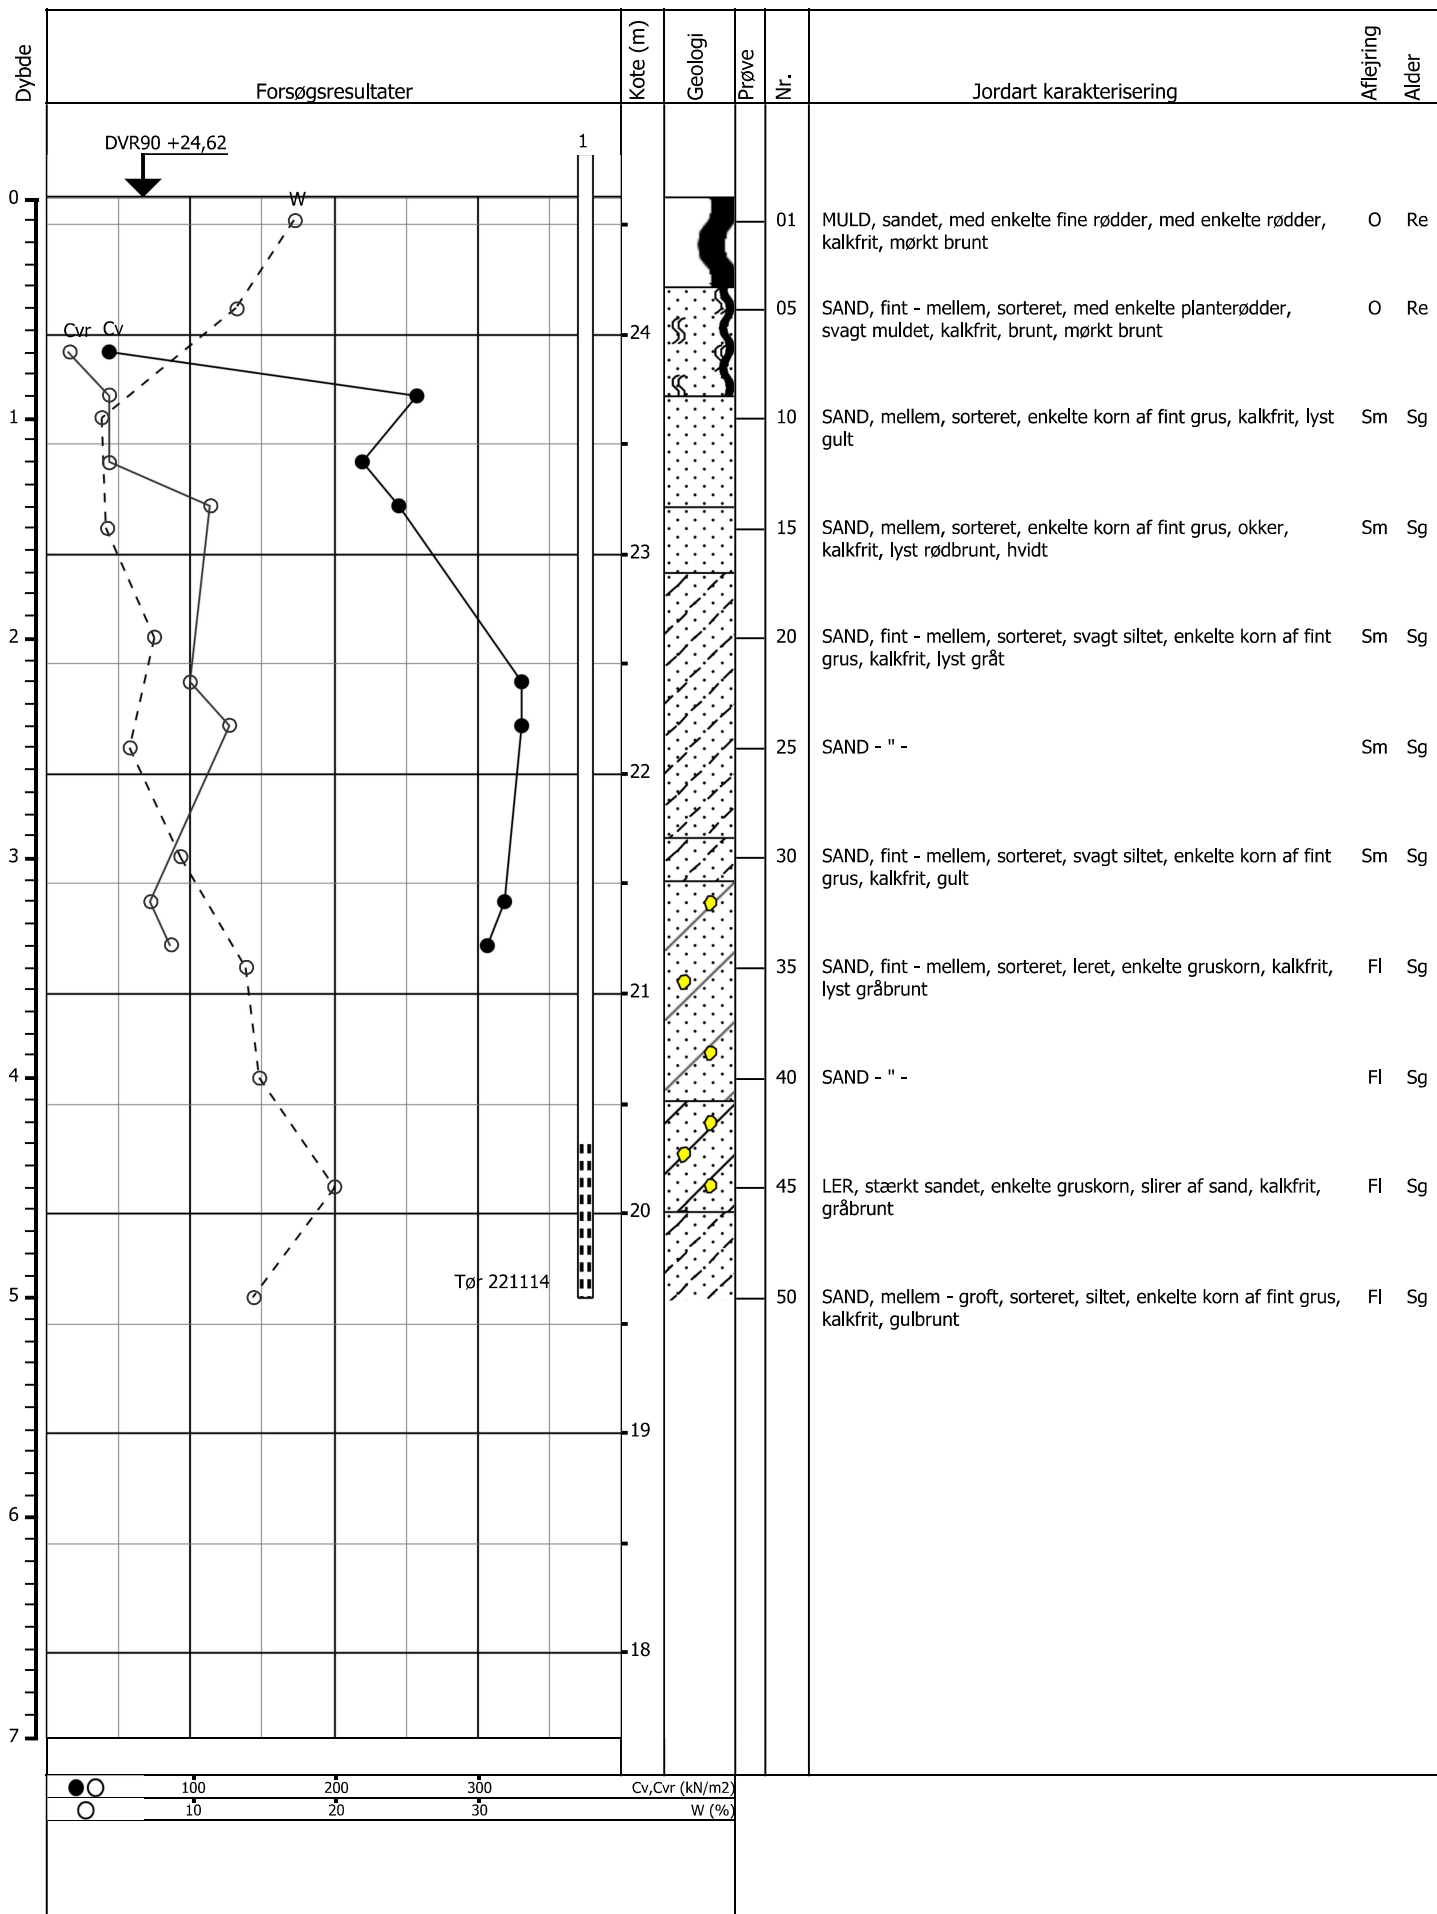 Dybde
Forsøgsresultater
Kote (m)
Geologi
Prøve
Nr.
Jordart karakterisering
Aflejring
Alder
DVR90 +24,62
1
0
W
01 MULD, sandet, med enkelte fine rødder, med enkelte rødder, O Re
kalkfrit, mørkt brunt
05 SAND, fint - mellem, sorteret, med enkelte planterødder, O Re
svagt muldet, kalkfrit, brunt, mørkt brunt
Cvr Cv
24
1
10 SAND, mellem, sorteret, enkelte korn af fint grus, kalkfrit, lyst Sm Sg
gult
15 SAND, mellem, sorteret, enkelte korn af fint grus, okker, Sm Sg
kalkfrit, lyst rødbrunt, hvidt
23
2
20 SAND, fint - mellem, sorteret, svagt siltet, enkelte korn af fint Sm Sg
grus, kalkfrit, lyst gråt
25 SAND - " - Sm Sg
22
3
30 SAND, fint - mellem, sorteret, svagt siltet, enkelte korn af fint Sm Sg
grus, kalkfrit, gult
35 SAND, fint - mellem, sorteret, leret, enkelte gruskorn, kalkfrit, Fl Sg
lyst gråbrunt
21
4
40 SAND - " - Fl Sg
45 LER, stærkt sandet, enkelte gruskorn, slirer af sand, kalkfrit, Fl Sg
gråbrunt
20
Tør 221114
5
50 SAND, mellem - groft, sorteret, siltet, enkelte korn af fint grus, Fl Sg
kalkfrit, gulbrunt
19
6
18
7
100 200 300 Cv,Cvr (kN/m2)
10 20 30 W (%)